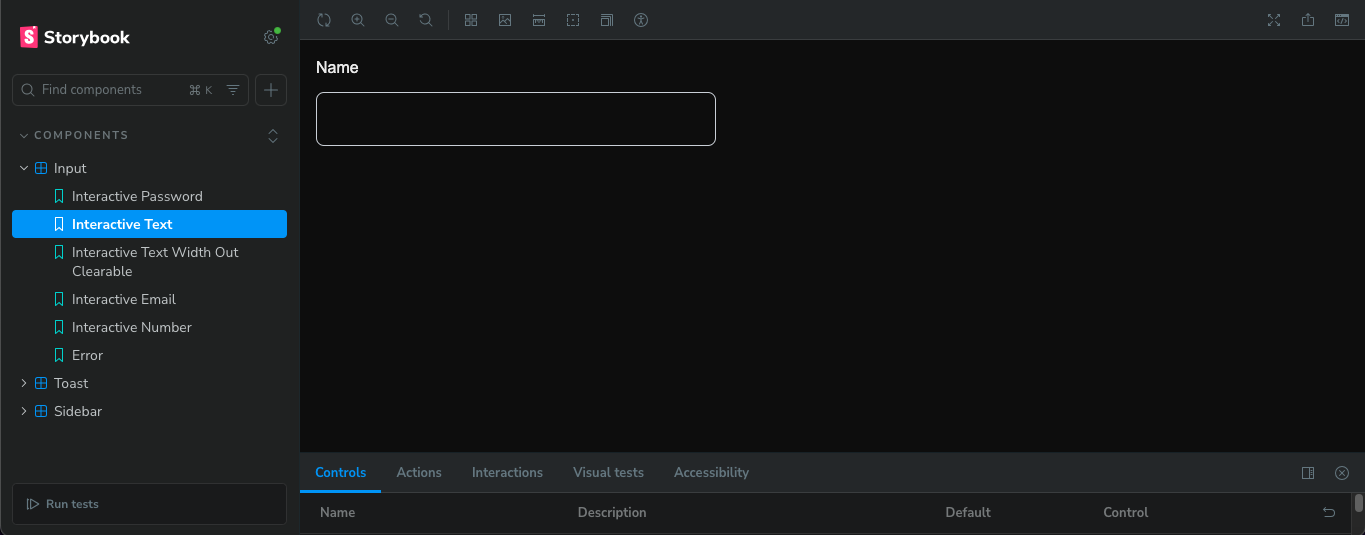 Storybook
Find components
⌘ K
COMPONENTS
Input
Interactive Password
Interactive Text
Interactive Text Width Out
Clearable
Interactive Email
Interactive Number
Error
Toast
Sidebar
Run tests
Name
Controls Actions Interactions Visual tests Accessibility
Name Description Default Control